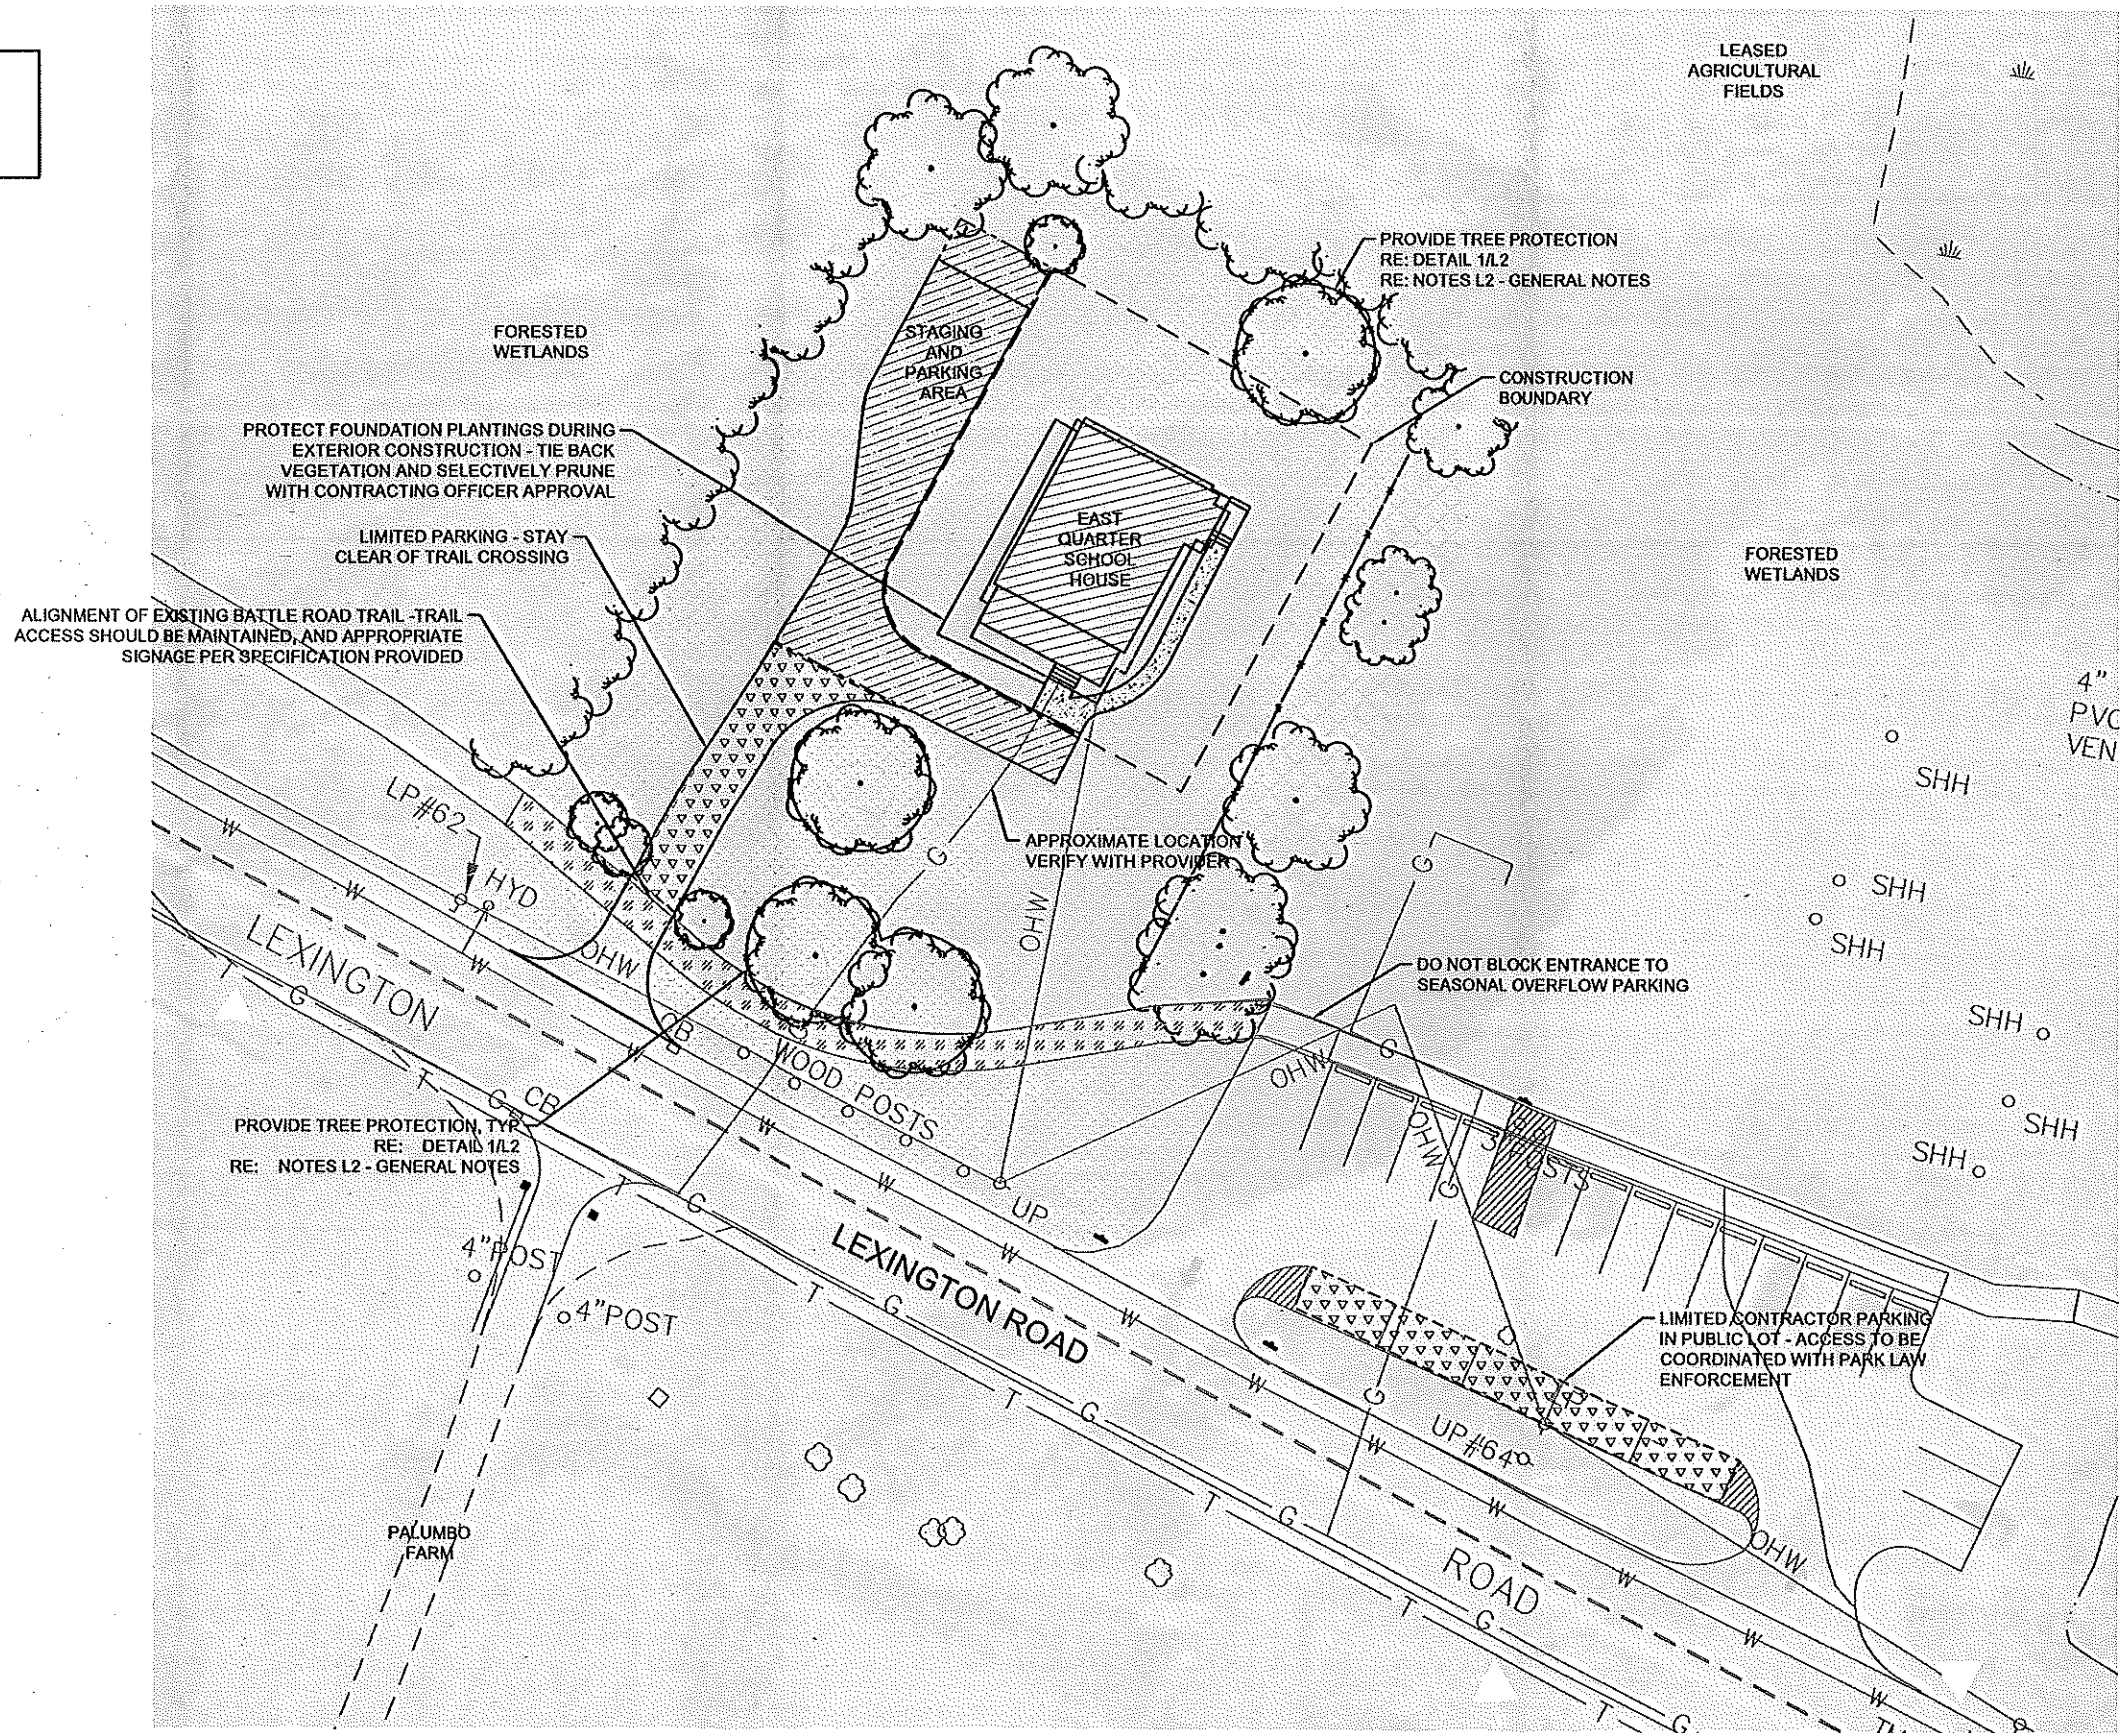 LEASED
AGRICULTURAL
FIELDS
PROVIDE TREE PROTECTION
RE: DETAIL 1/L2
RE: NOTES L2 - GENERAL NOTES
FORESTED
WETLANDS
STAGING
AND
PARKING
AREA
CONSTRUCTION
BOUNDARY
PROTECT FOUNDATION PLANTINGS DURING
EXTERIOR CONSTRUCTION - TIE BACK
VEGETATION AND SELECTIVELY PRUNE
WITH CONTRACTING OFFICER APPROVAL
EAST
QUARTER
SCHOOL
HOUSE
LIMITED PARKING - STAY
CLEAR OF TRAIL CROSSING
FORESTED
WETLANDS
ALIGNMENT OF EXISTING BATTLE ROAD TRAIL -TRAIL
ACCESS SHOULD BE MAINTAINED, AND APPROPRIATE
SIGNAGE PER SPECIFICATION PROVIDED
4"
PVC
VEN
SHH
LP#62
W
APPROXIMATE LOCATION
VERIFY WITH PROVIDER
G
G
SHH
SHH
HYD
W
OHW
OHW
LEXINGTON
W
T
G
DO NOT BLOCK ENTRANCE TO
SEASONAL OVERFLOW PARKING
SHH
CB
W
WOOD POSTS
G
OHW
T
G
CB
SHH
SHH
PROVIDE TREE PROTECTION, TYP
RE: DETAIL 1/L2
RE: NOTES L2 - GENERAL NOTES
W
OHW
POSTS
W
T
G
G
UP
4"POST
W
LEXINGTON ROAD
4"POST
T
G
W
LIMITED CONTRACTOR PARKING
IN PUBLIC LOT - ACCESS TO BE
COORDINATED WITH PARK LAW
ENFORCEMENT
W
G
T
G
W
UP#64
W
T
G
PALUMBO
FARM
OHW
ROAD
W
T
G
W
W
T
G